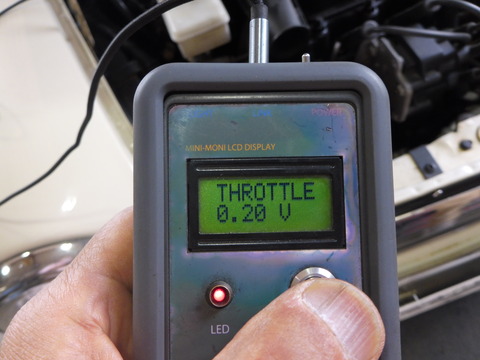 MINI-MONI LCD DISPLAY
THROTTLE
0.20 V
LED